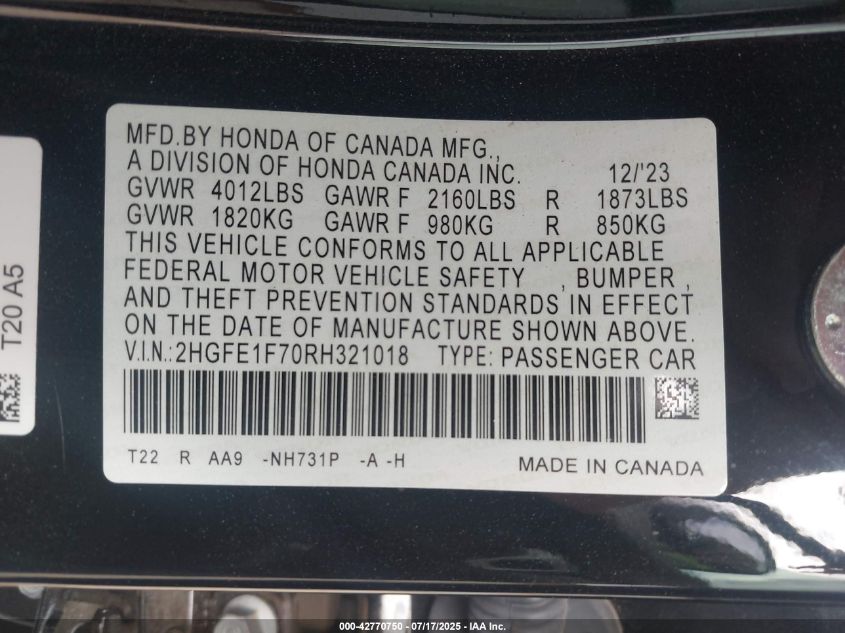 MFD.BY HONDA OF CANADA MFG.,
A DIVISION OF HONDA CANADA INC. 12/'23
GVWR 4012LBS GAWR F 2160LBS R 1873LBS
GVWR 1820KG GAWR F 980KG R 850KG
THIS VEHICLE CONFORMS TO ALL APPLICABLE
FEDERAL MOTOR VEHICLE SAFETY , BUMPER ,
AND THEFT PREVENTION STANDARDS IN EFFECT
ON THE DATE OF MANUFACTURE SHOWN ABOVE.
V.I.N.:2HGFE1F70RH321018 TYPE: PASSENGER CAR
T22 R AA9 -NH731P -A -H MADE IN CANADA
T20 A5
000-42770750 - 07/17/2025 - IAA Inc.